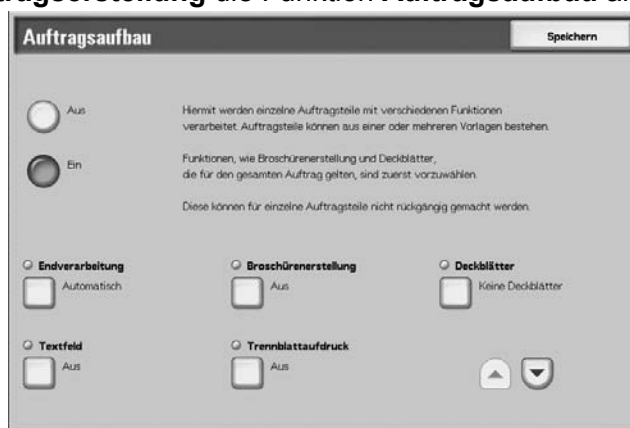 die Funktion
Auftragsaufbau
Speichern
Aus
Hiermit werden einzelne Auftragsteile mit verschiedenen Funktionen
verarbeitet. Auftragsteile können aus einer oder mehreren Vorlagen bestehen.
Ein
Funktionen, wie Broschürenerstellung und Deckblätter,
die für den gesamten Auftrag gelten, sind zuerst vorzuwählen.
Diese können für einzelne Auftragsteile nicht rückgängig gemacht werden.
Endverarbeitung
Automatisch
Broschürenerstellung
Aus
Deckblätter
Keine Deckblätter
Textfeld
Aus
Trennblattaufdruck
Aus